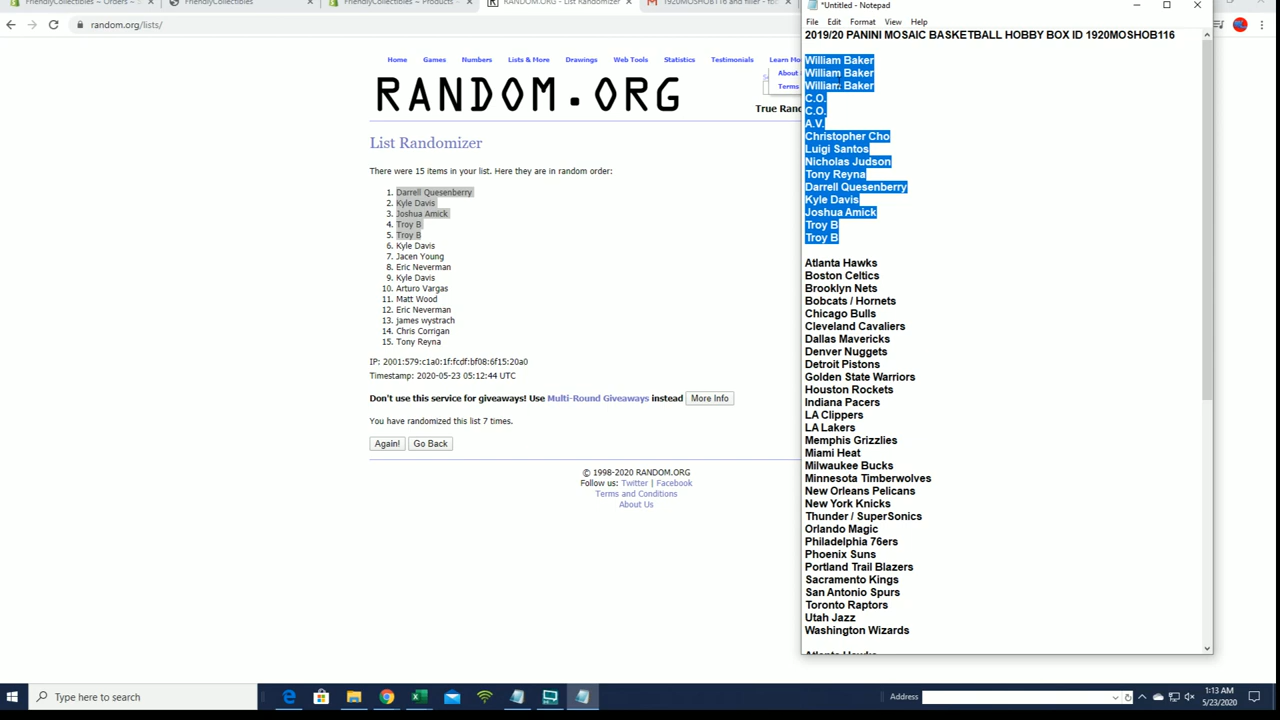 FriendlyCollectibles – Orders –
FriendlyCollectibles
FriendlyCollectibles – Products –
RANDOM.ORG - List Randomizer
1920MOSHOB116 and filler -
random.org/lists/
Home
Games
Numbers
Lists & More
Drawings
Web Tools
Statistics
Testimonials
Learn Mo
About
Terms
RANDOM.ORG
True Ran
List Randomizer
There were 15 items in your list. Here they are in random order:
1. Darrell Quesenberry
2. Kyle Davis
3. Joshua Amick
4. Troy B
5. Troy B
6. Kyle Davis
7. Jacen Young
8. Eric Neverman
9. Kyle Davis
10. Arturo Vargas
11. Matt Wood
12. Eric Neverman
13. james wystrach
14. Chris Corrigan
15. Tony Reyna
IP: 2001:579:c1a0:1f:fcdf:bf08:6f15:20a0
Timestamp: 2020-05-23 05:12:44 UTC
Don't use this service for giveaways! Use Multi-Round Giveaways instead
More Info
You have randomized this list 7 times.
Again!
Go Back
© 1998-2020 RANDOM.ORG
Follow us: Twitter | Facebook
Terms and Conditions
About Us
*Untitled - Notepad
File Edit Format View Help
2019/20 PANINI MOSAIC BASKETBALL HOBBY BOX ID 1920MOSHOB116
William Baker
William Baker
William Baker
C.O.
C.O.
A.V.
Christopher Cho
Luigi Santos
Nicholas Judson
Tony Reyna
Darrell Quesenberry
Kyle Davis
Joshua Amick
Troy B
Troy B
Atlanta Hawks
Boston Celtics
Brooklyn Nets
Bobcats / Hornets
Chicago Bulls
Cleveland Cavaliers
Dallas Mavericks
Denver Nuggets
Detroit Pistons
Golden State Warriors
Houston Rockets
Indiana Pacers
LA Clippers
LA Lakers
Memphis Grizzlies
Miami Heat
Milwaukee Bucks
Minnesota Timberwolves
New Orleans Pelicans
New York Knicks
Thunder / SuperSonics
Orlando Magic
Philadelphia 76ers
Phoenix Suns
Portland Trail Blazers
Sacramento Kings
San Antonio Spurs
Toronto Raptors
Utah Jazz
Washington Wizards
Atlanta Hawks
Type here to search
Address
1:13 AM
5/23/2020